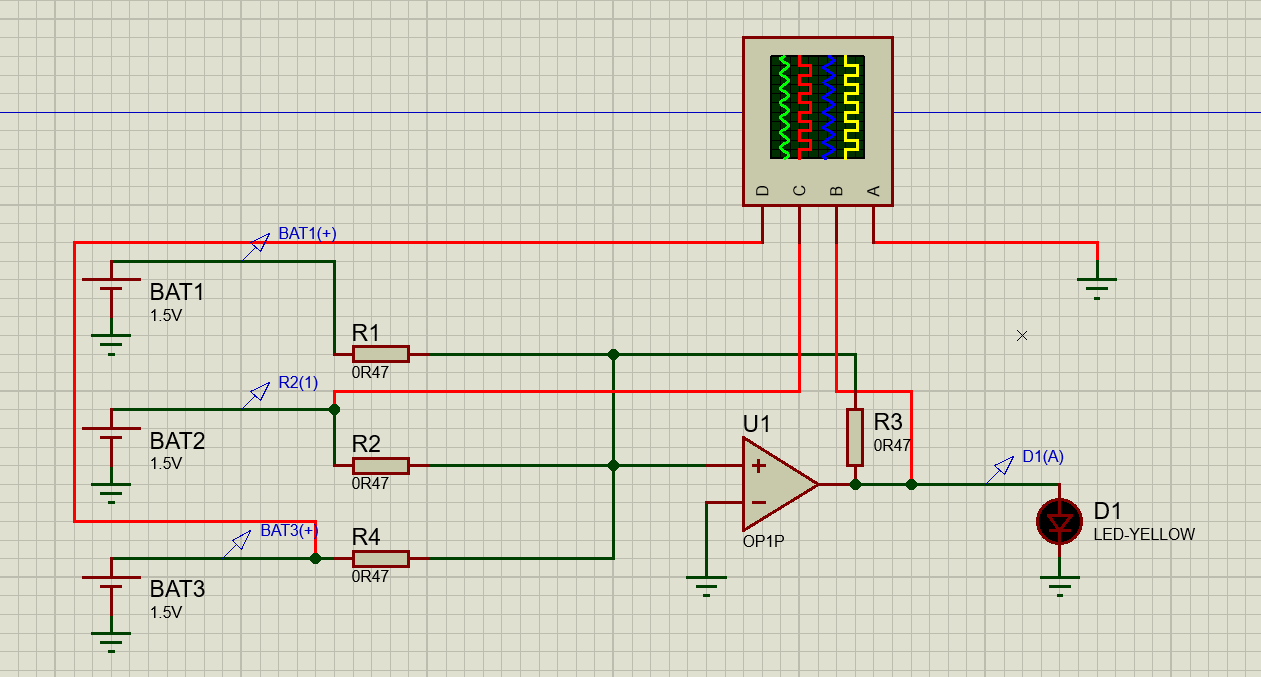 D C B A
BAT1(+)
BAT1
1.5V
R1
0R47
R2(1)
BAT2
1.5V
R2
0R47
U1
OP1P
R3
0R47
D1(A)
D1
LED-YELLOW
BAT3(+)
BAT3
1.5V
R4
0R47